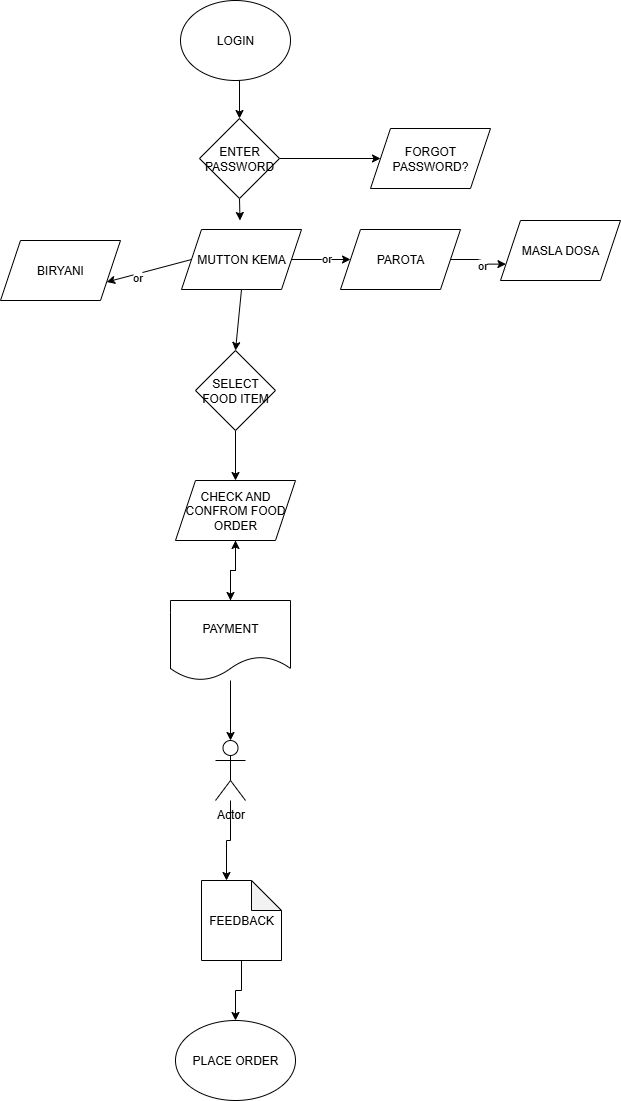 LOGIN
ENTER
PASSWORD
FORGOT
PASSWORD?
BIRYANI
or
MUTTON KEMA
or
PAROTA
or
MASLA DOSA
SELECT
FOOD ITEM
CHECK AND
CONFROM FOOD
ORDER
PAYMENT
Actor
FEEDBACK
PLACE ORDER